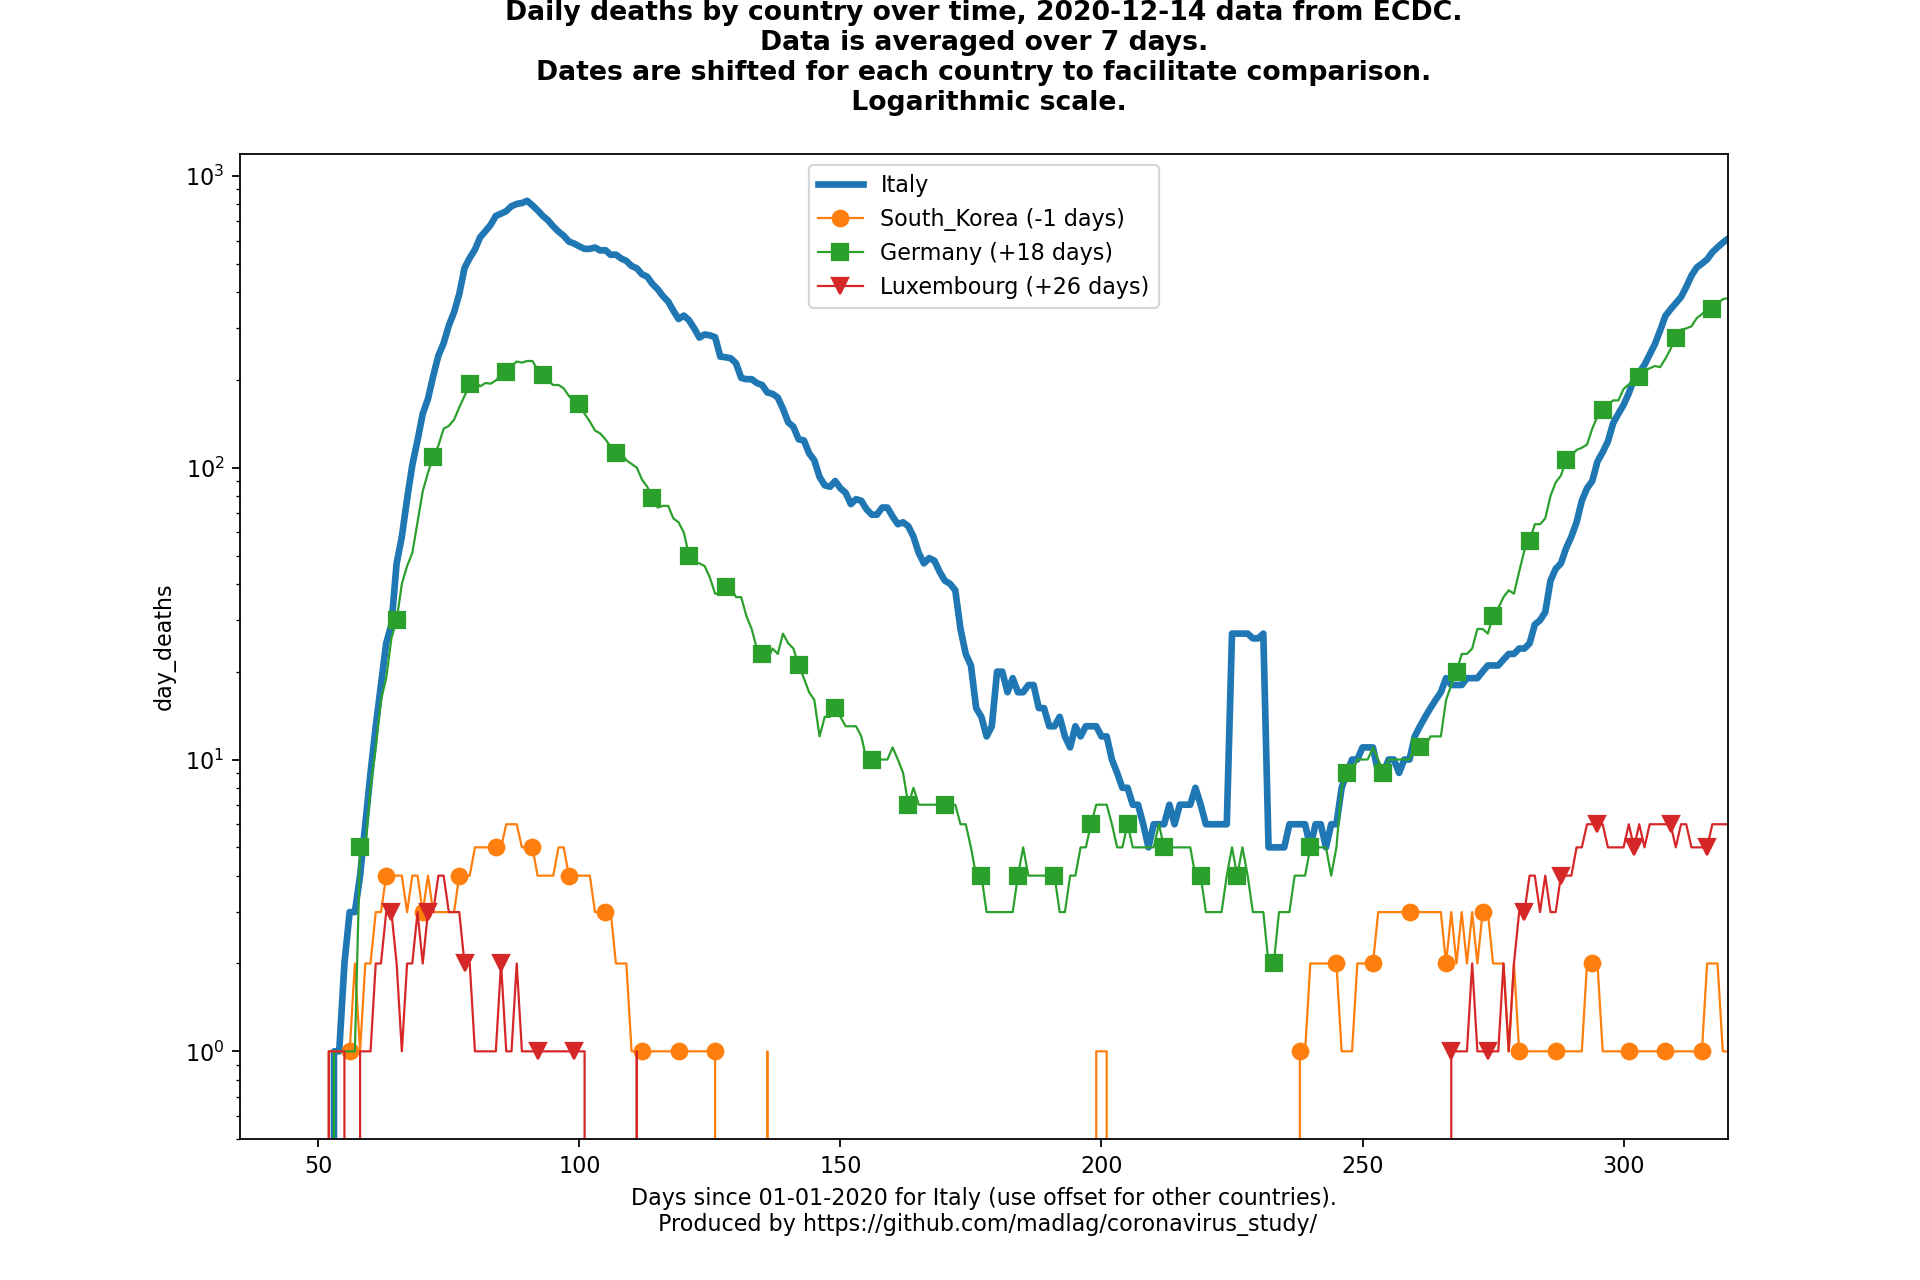 Daily deaths by country over time, 2020-12-14 data from ECDC.
Data is averaged over 7 days.
Dates are shifted for each country to facilitate comparison.
Logarithmic scale.
10³
Italy
South_Korea (-1 days)
Germany (+18 days)
Luxembourg (+26 days)
10²
day_deaths
10¹
10⁰
50 100 150 200 250 300
Days since 01-01-2020 for Italy (use offset for other countries).
Produced by https://github.com/madlag/coronavirus_study/